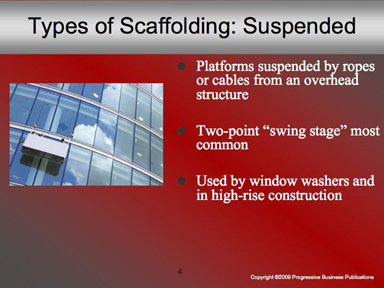 Types of Scaffolding: Suspended
Platforms suspended by ropes
or cables from an overhead
structure
Two-point “swing stage” most
common
Used by window washers and
in high-rise construction
4
Copyright ©2009 Progressive Business Publications